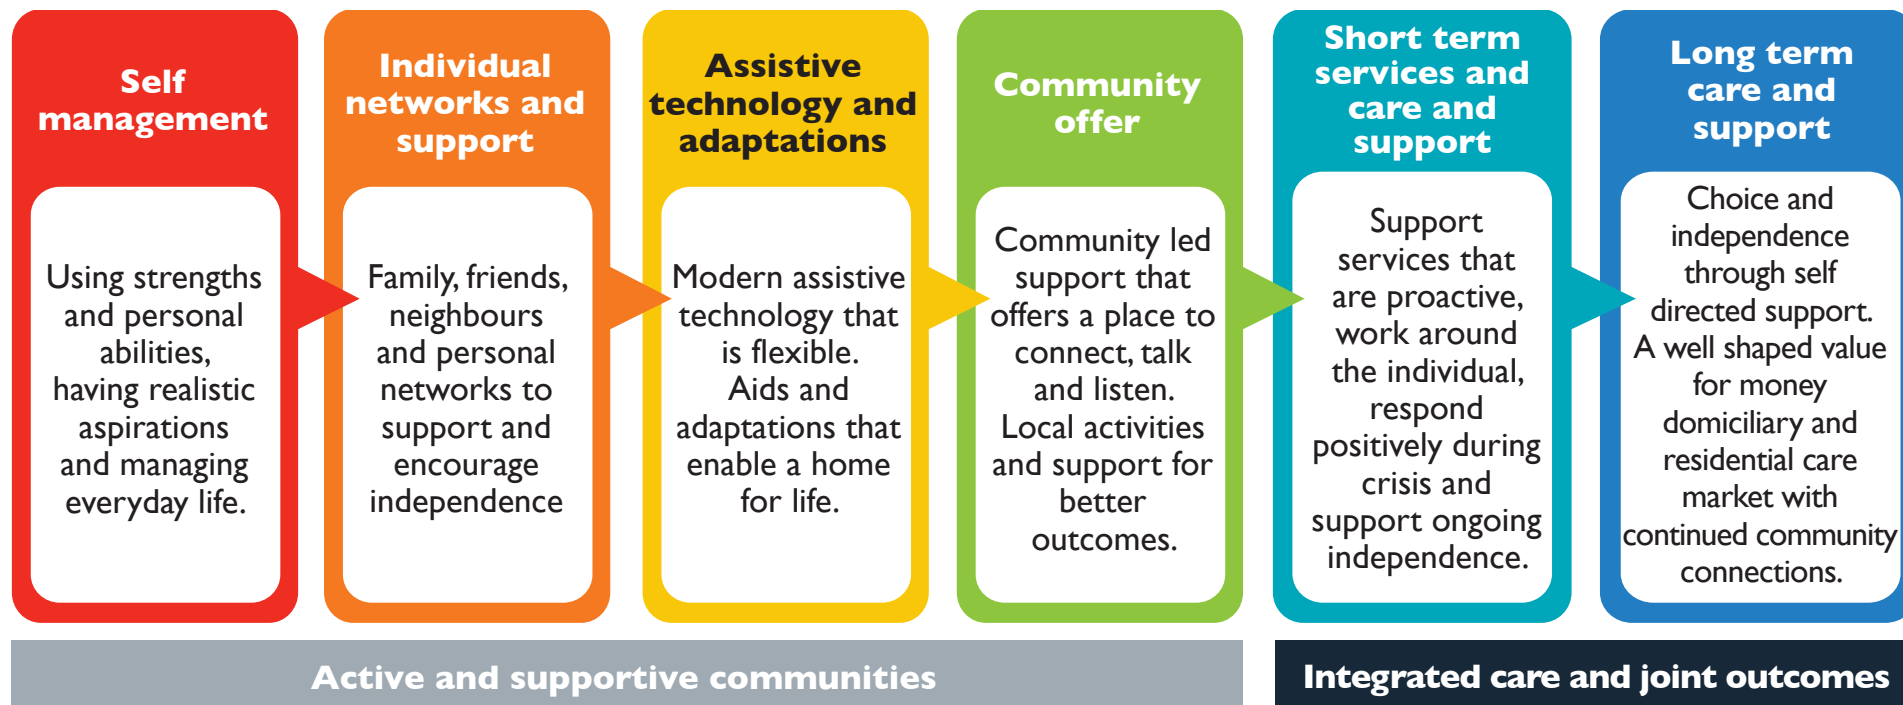 Self
management
Using strengths
and personal
abilities,
having realistic
aspirations
and managing
everyday life.
Individual
networks and
support
Family, friends,
neighbours
and personal
networks to
support and
encourage
independence
Assistive
technology and
adaptations
Modern assistive
technology that
is flexible.
Aids and
adaptations that
enable a home
for life.
Community
offer
Community led
support that
offers a place to
connect, talk
and listen.
Local activities
and support for
better
outcomes.
Short term
services and
care and
support
Support
services that
are proactive,
work around
the individual,
respond
positively during
crisis and
support ongoing
independence.
Long term
care and
support
Choice and
independence
through self
directed support.
A well shaped value
for money
domiciliary and
residential care
market with
continued community
connections.
Active and supportive communities
Integrated care and joint outcomes